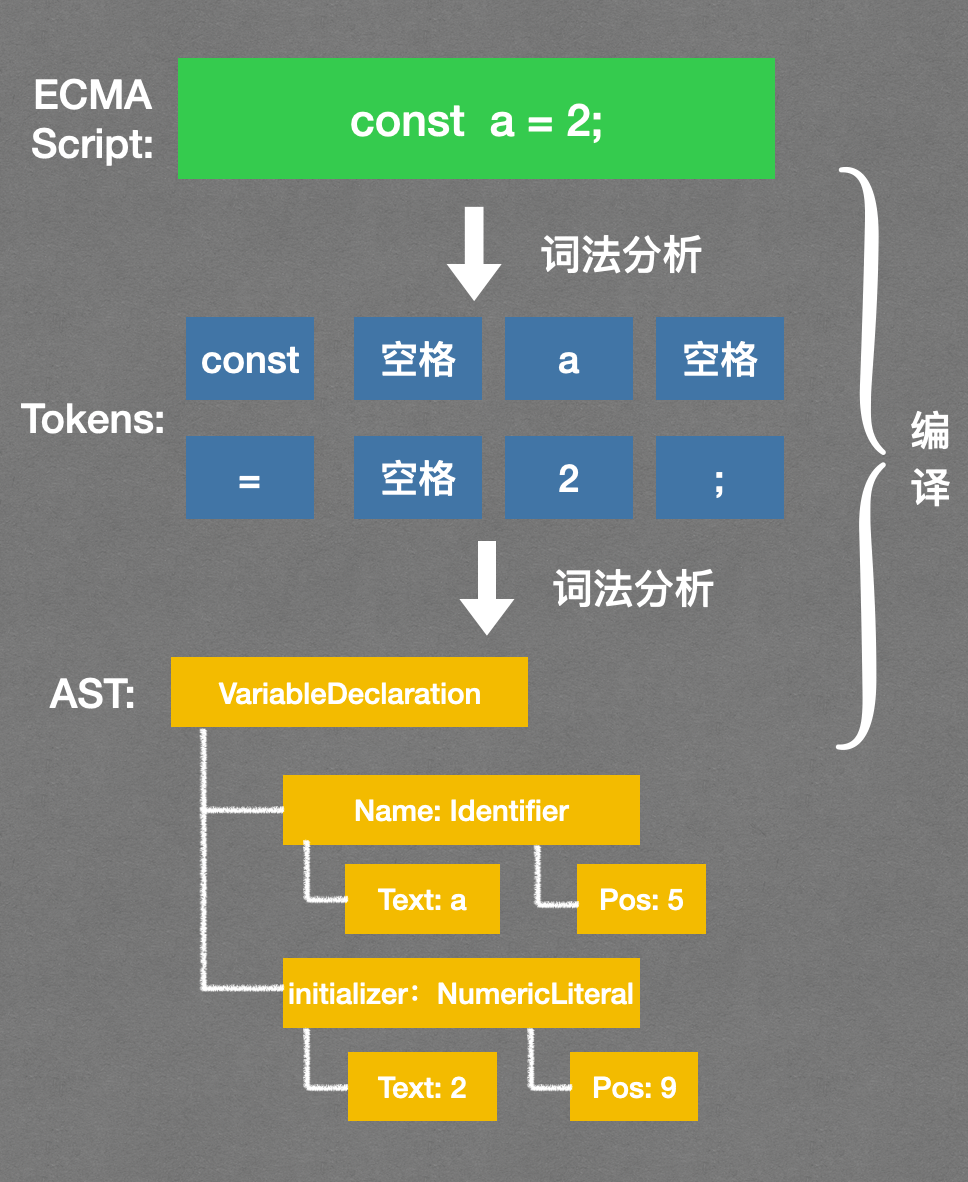 ECMA
Script:
const  a = 2;
词法分析
const 空格 a 空格
Tokens:
= 空格 2 ;
编
译
词法分析
AST:
VariableDeclaration
Name: Identifier
Text: a
Pos: 5
initializer：NumericLiteral
Text: 2
Pos: 9